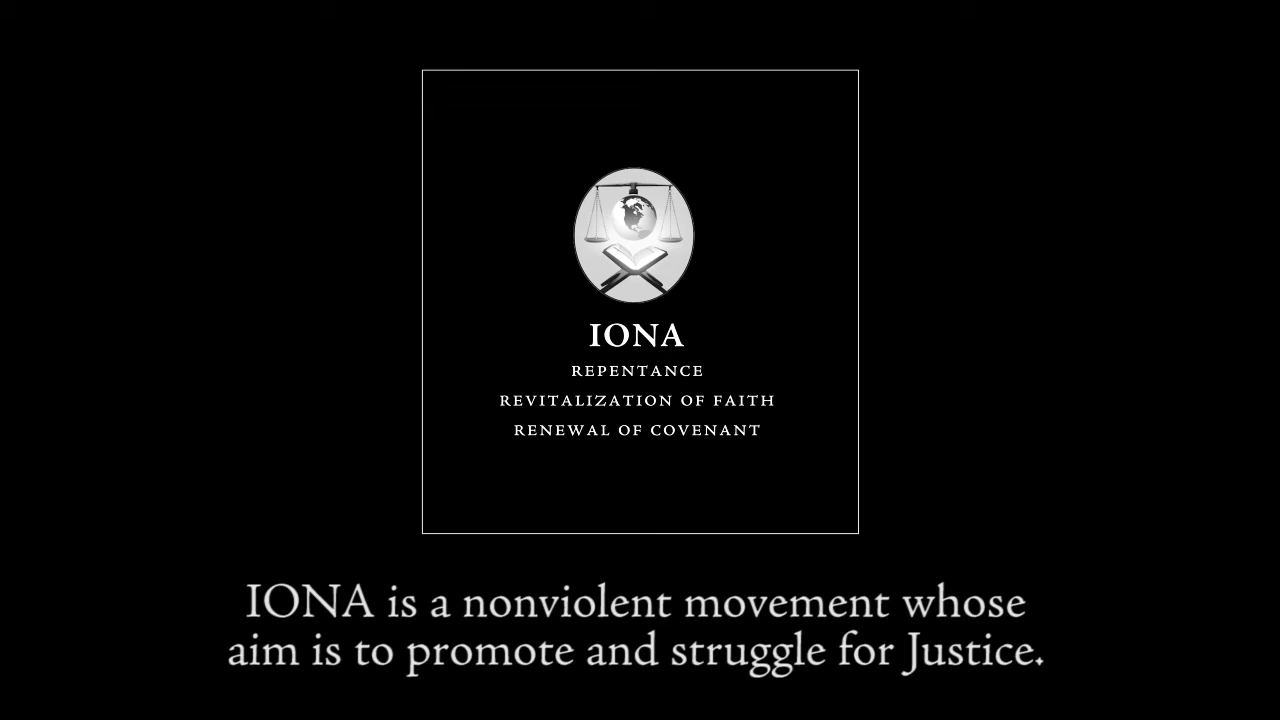 IONA
REPENTANCE
REVITALIZATION OF FAITH
RENEWAL OF COVENANT
IONA is a nonviolent movement whose
aim is to promote and struggle for Justice.